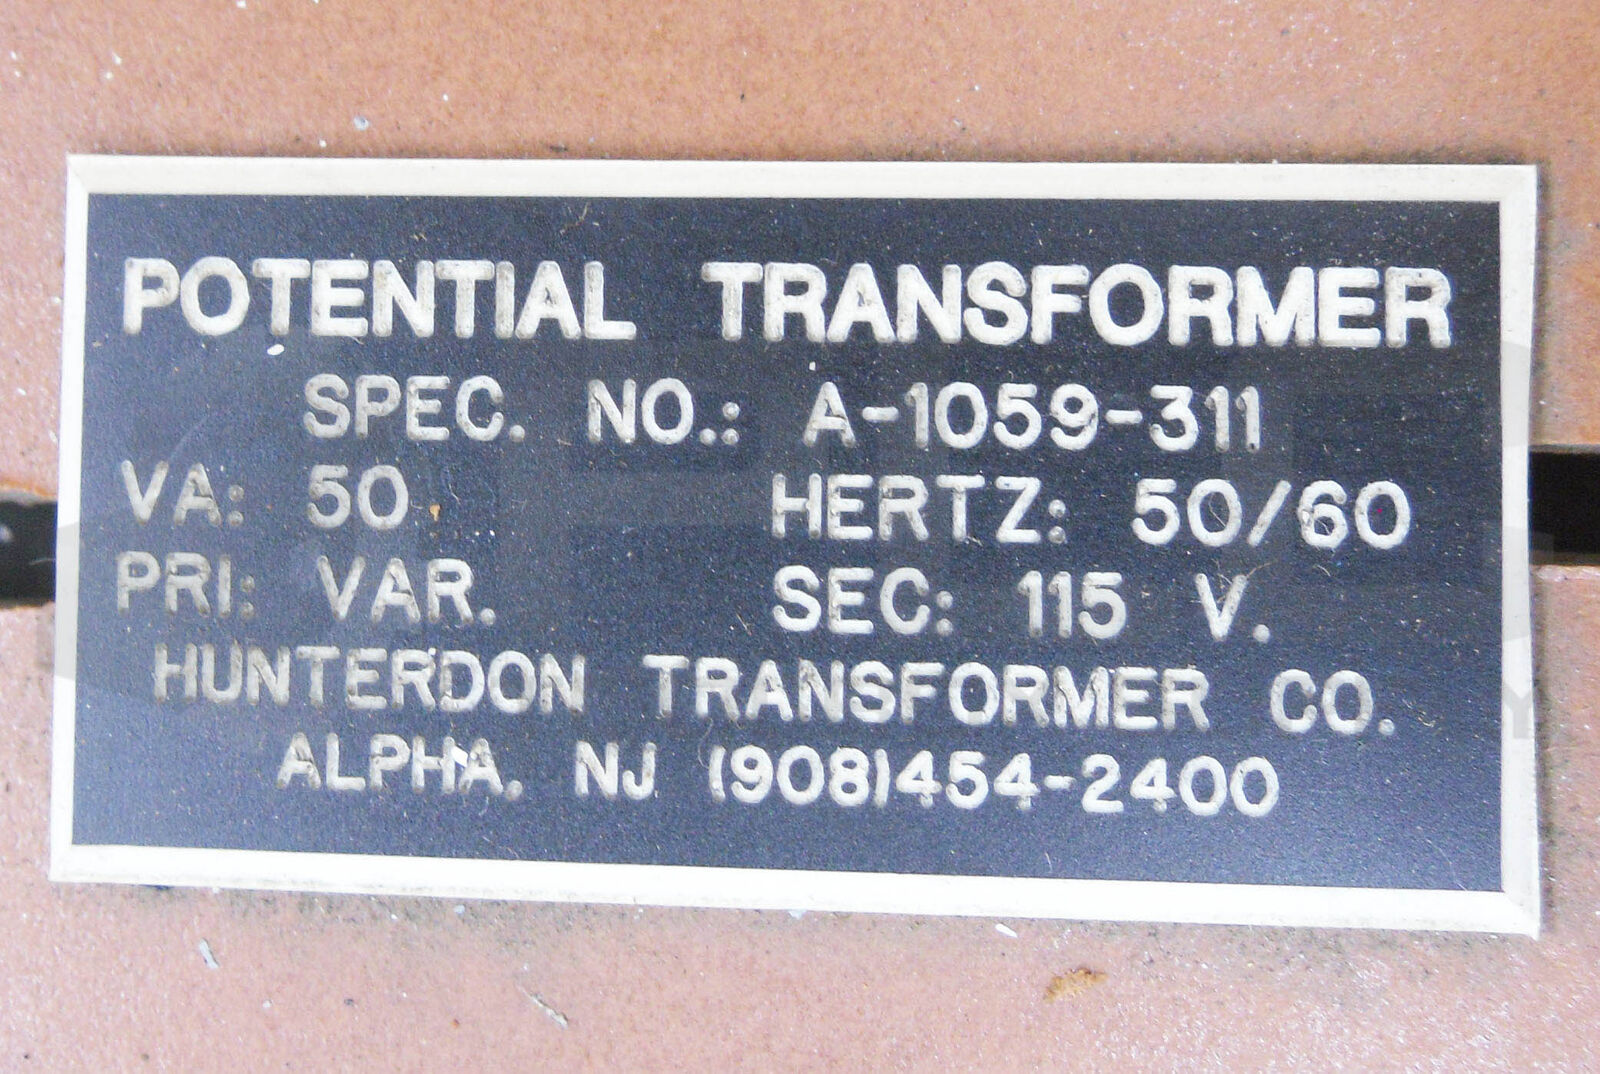 POTENTIAL TRANSFORMER
SPEC. NO.: A-1059-311
VA: 50 HERTZ: 50/60
PRI: VAR. SEC: 115 V.
HUNTERDON TRANSFORMER CO.
ALPHA. NJ (908)454-2400